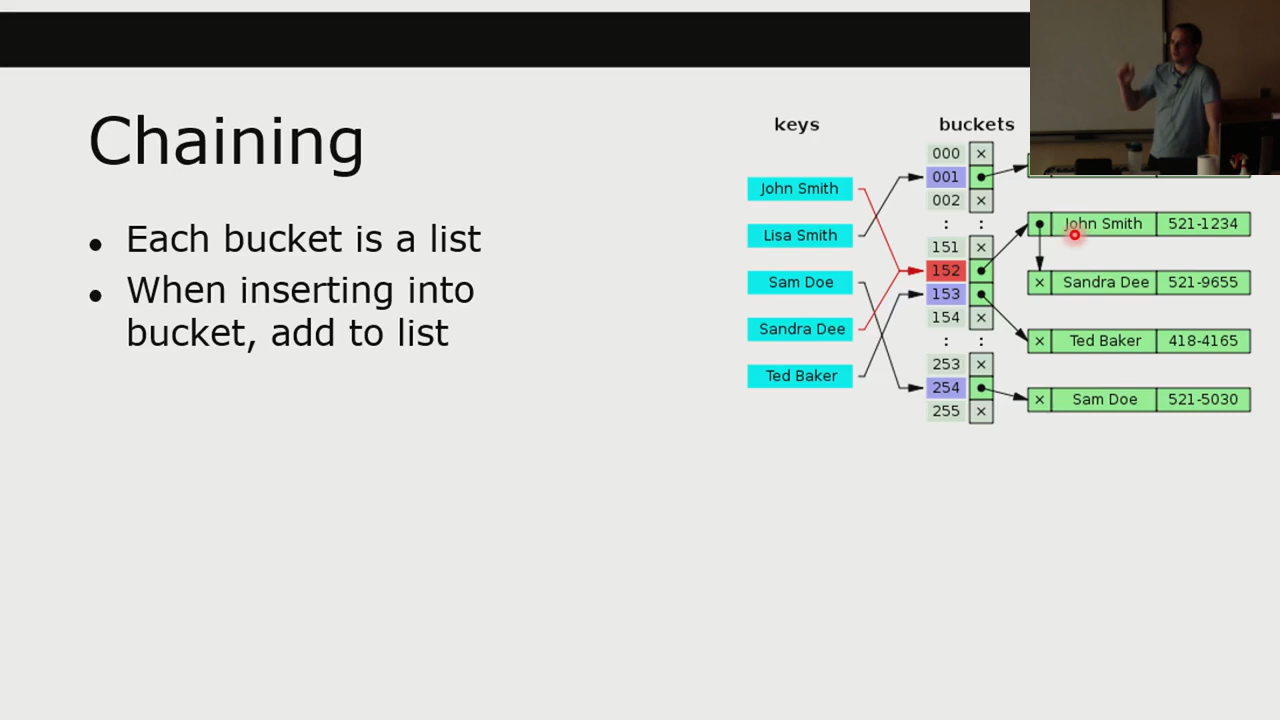 Chaining
Each bucket is a list
When inserting into
bucket, add to list
keys
John Smith
Lisa Smith
Sam Doe
Sandra Dee
Ted Baker
buckets
000 ×
001
002 ×
: :
151 ×
152
153
154 ×
: :
253 ×
254
255 ×
John Smith 521-1234
× Sandra Dee 521-9655
× Ted Baker 418-4165
× Sam Doe 521-5030